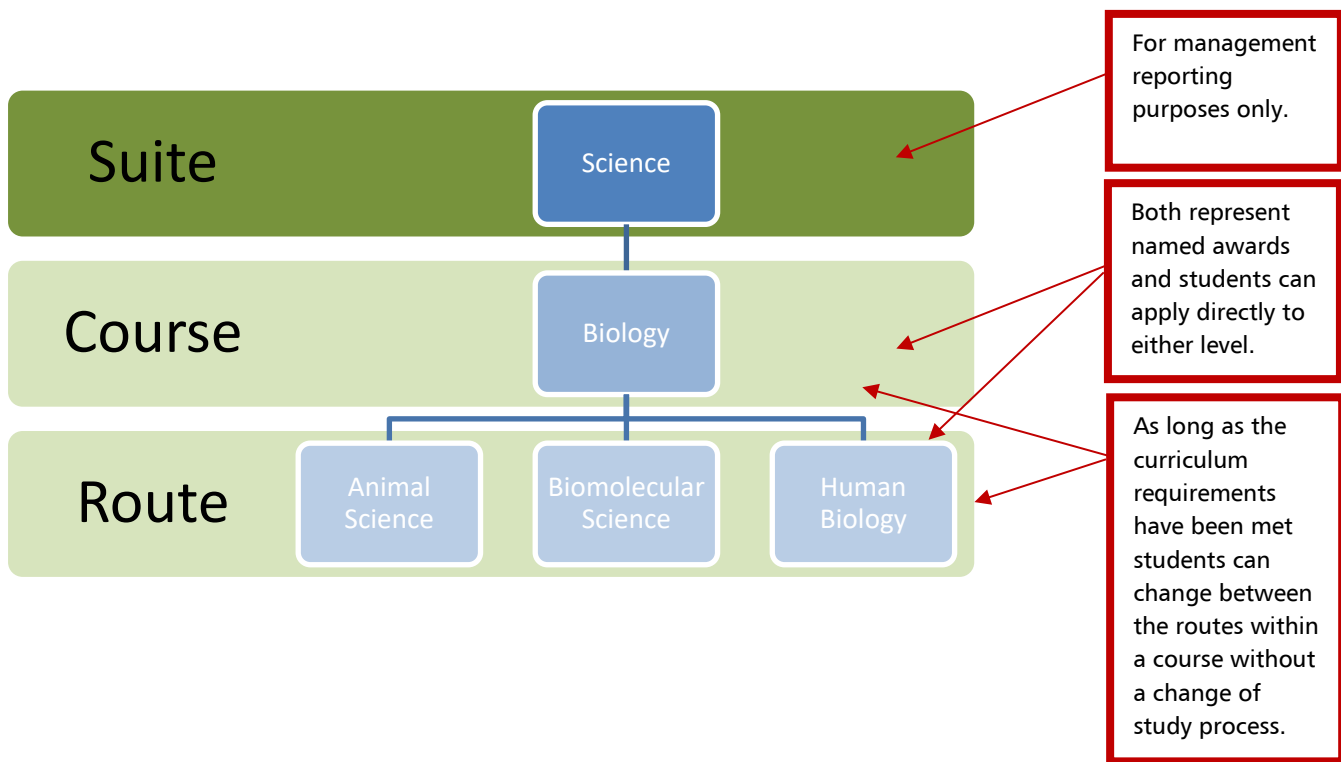 Suite
Science
For management
reporting
purposes only.
Course
Biology
Both represent
named awards
and students can
apply directly to
either level.
Route
Animal
Science
Biomolecular
Science
Human
Biology
As long as the
curriculum
requirements
have been met
students can
change between
the routes within
a course without
a change of
study process.